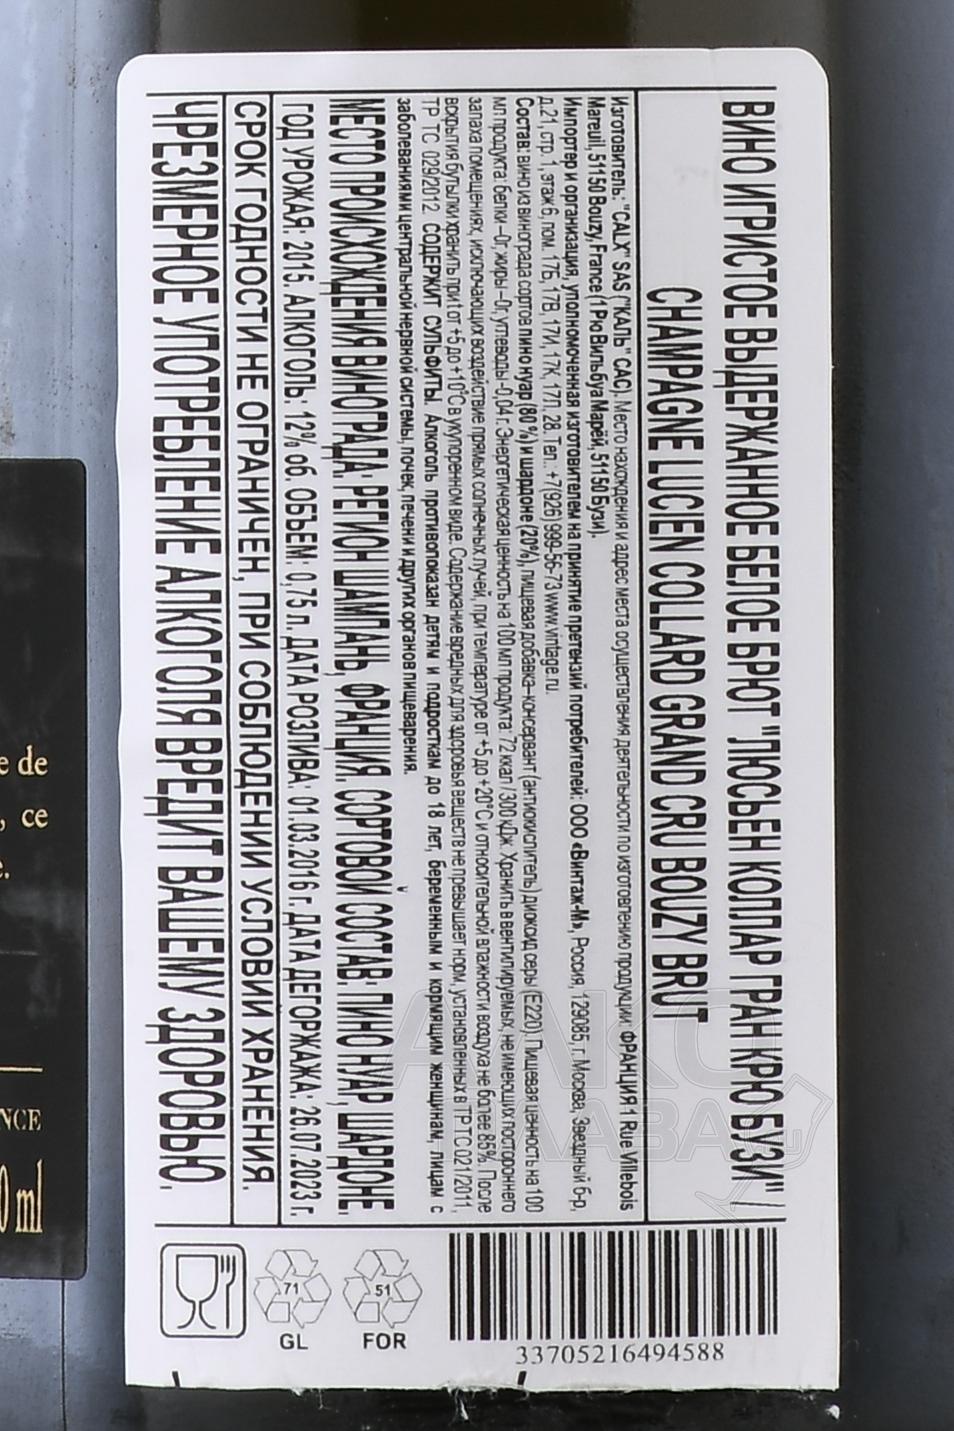 ВИНО ИГРИСТОЕ ВЫДЕРЖАННОЕ БЕЛОЕ БРЮТ "ЛЮСЬЕН КОЛЛАР ГРАН КРЮ БУЗИ"/
CHAMPAGNE LUCIEN COLLARD GRAND CRU BOUZY BRUT
Изготовитель: "CALX" SAS ("КАЛЬ" САС). Место нахождения и адрес места осуществления деятельности по изготовлению продукции: ФРАНЦИЯ 1 Rue Villebois
Mareuil, 51150 Bouzy, France (1 Рю Вильбуа Марей, 51150 Бузи).
Импортер и организация, уполномоченная изготовителем на принятие претензий потребителей: ООО «Винтаж-М», Россия, 129085, г. Москва, Звездный б-р,
д.21, стр. 1, этаж 6, пом. 17Б, 17В, 17И, 17К, 17Л, 28. Тел.: +7(926) 999-56-73 www.vintage.ru.
Состав: вино из винограда сортов пино нуар (80 %) и шардоне (20%), пищевая добавка–консервант (антиокислитель) диоксид серы (Е220). Пищевая ценность на 100
мл продукта: белки – 0г, жиры – 0г, углеводы - 0,04 г. Энергетическая ценность на 100 мл продукта: 72 ккал / 300 кДж. Хранить в вентилируемых, не имеющих постороннего
запаха помещениях, исключающих воздействие прямых солнечных лучей, при температуре от +5 до +20°С и относительной влажности воздуха не более 85%. После
вскрытия бутылки хранить при t от +5 до +10°С в укупоренном виде. Содержание вредных для здоровья веществ не превышает норм, установленных в ТР ТС 021/2011,
ТР ТС 029/2012. СОДЕРЖИТ СУЛЬФИТЫ. Алкоголь противопоказан детям и подросткам до 18 лет, беременным и кормящим женщинам, лицам с
заболеваниями центральной нервной системы, почек, печени и других органов пищеварения.
МЕСТО ПРОИСХОЖДЕНИЯ ВИНОГРАДА: РЕГИОН ШАМПАНЬ, ФРАНЦИЯ. СОРТОВОЙ СОСТАВ: ПИНО НУАР, ШАРДОНЕ.
ГОД УРОЖАЯ: 2015. АЛКОГОЛЬ: 12% об. ОБЪЕМ: 0,75 л. ДАТА РОЗЛИВА: 01.03.2016 г. ДАТА ДЕГОРЖАЖА: 26.07.2023 г.
СРОК ГОДНОСТИ НЕ ОГРАНИЧЕН, ПРИ СОБЛЮДЕНИИ УСЛОВИЙ ХРАНЕНИЯ.
ЧРЕЗМЕРНОЕ УПОТРЕБЛЕНИЕ АЛКОГОЛЯ ВРЕДИТ ВАШЕМУ ЗДОРОВЬЮ.
71
GL
51
FOR
33705216494588
de
ce
0 ml